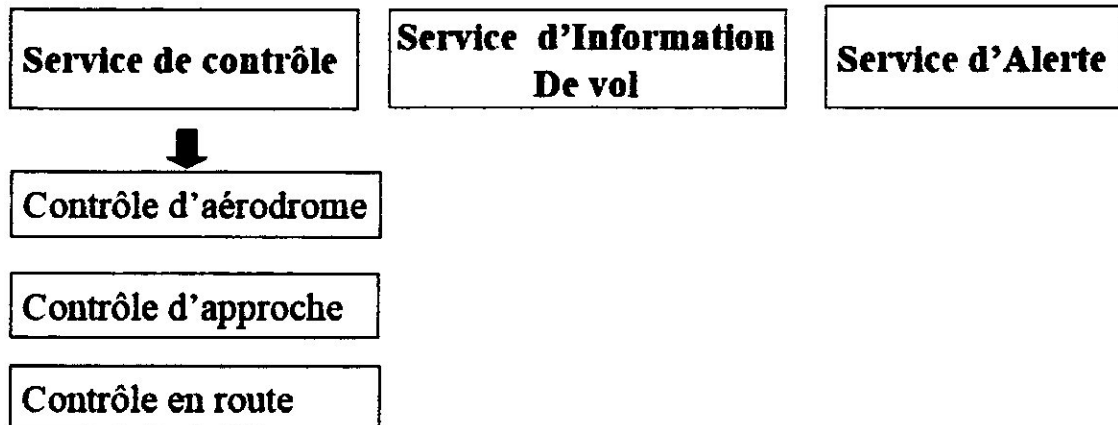 Service de contrôle
Service d'Information
De vol
Service d'Alerte
Contrôle d'aérodrome
Contrôle d'approche
Contrôle en route